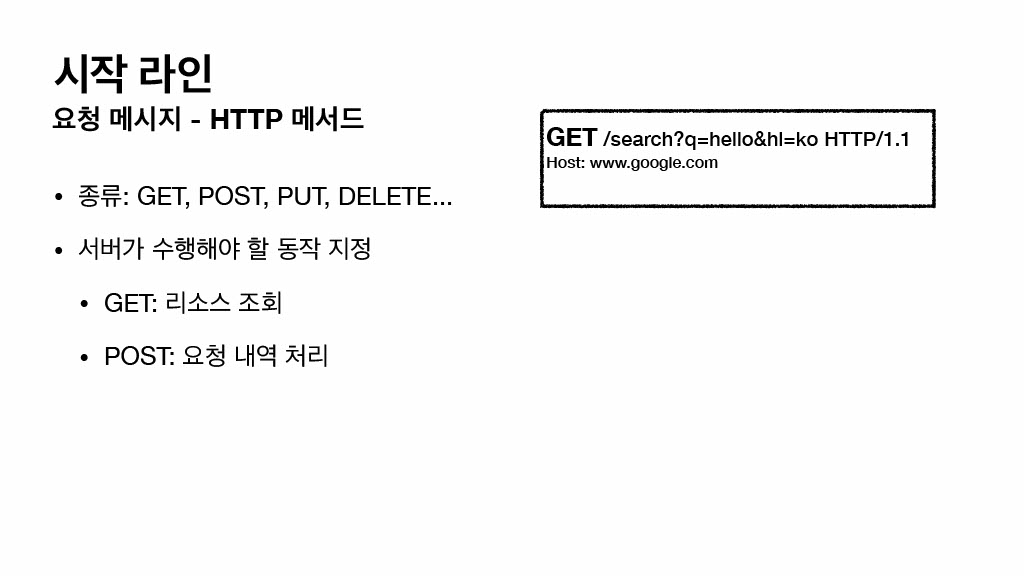 시작 라인
요청 메시지 - HTTP 메서드
• 종류: GET, POST, PUT, DELETE...
• 서버가 수행해야 할 동작 지정
• GET: 리소스 조회
• POST: 요청 내역 처리
GET /search?q=hello&hl=ko HTTP/1.1
Host: www.google.com